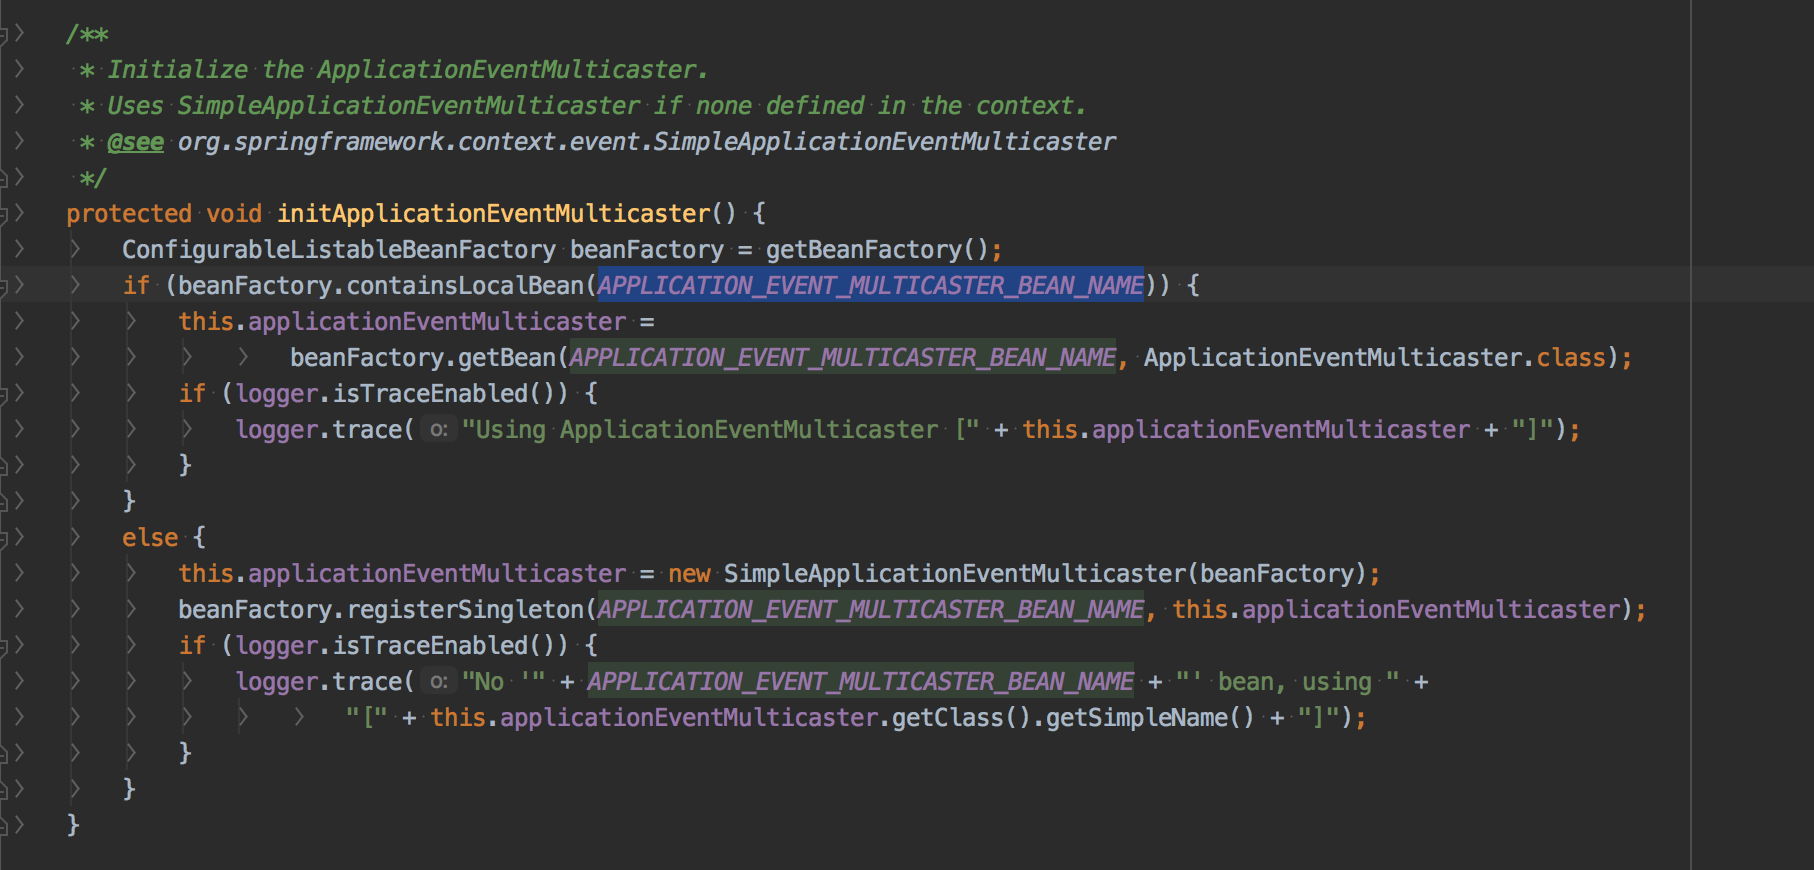 /**
 * Initialize the ApplicationEventMulticaster.
 * Uses SimpleApplicationEventMulticaster if none defined in the context.
 * @see org.springframework.context.event.SimpleApplicationEventMulticaster
 */
protected void initApplicationEventMulticaster() {
    ConfigurableListableBeanFactory beanFactory = getBeanFactory();
    if (beanFactory.containsLocalBean(APPLICATION_EVENT_MULTICASTER_BEAN_NAME)) {
        this.applicationEventMulticaster =
                beanFactory.getBean(APPLICATION_EVENT_MULTICASTER_BEAN_NAME, ApplicationEventMulticaster.class);
        if (logger.isTraceEnabled()) {
            logger.trace( o: "Using ApplicationEventMulticaster [" + this.applicationEventMulticaster + "]");
        }
    }
    else {
        this.applicationEventMulticaster = new SimpleApplicationEventMulticaster(beanFactory);
        beanFactory.registerSingleton(APPLICATION_EVENT_MULTICASTER_BEAN_NAME, this.applicationEventMulticaster);
        if (logger.isTraceEnabled()) {
            logger.trace( o: "No '" + APPLICATION_EVENT_MULTICASTER_BEAN_NAME + "' bean, using " +
                    "[" + this.applicationEventMulticaster.getClass().getSimpleName() + "]");
        }
    }
}